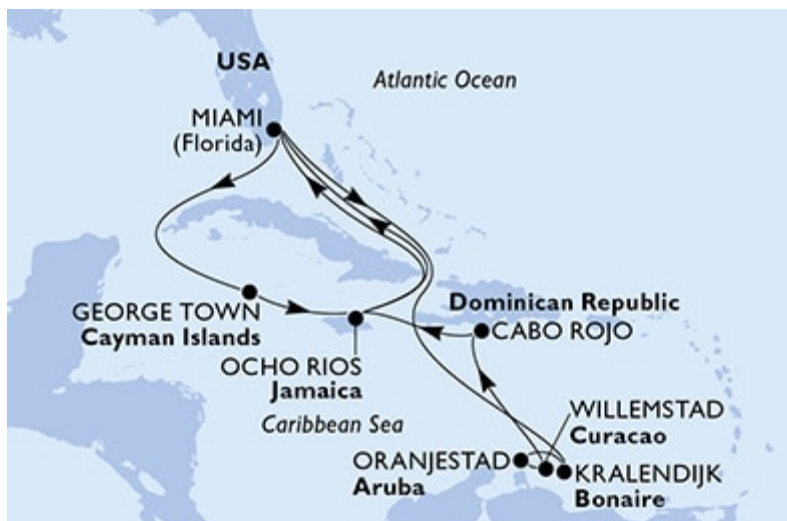 USA
Atlantic Ocean
MIAMI
(Florida)
GEORGE TOWN
Cayman Islands
Dominican Republic
CABO ROJO
OCHO RIOS
Jamaica
Caribbean Sea
WILLEMSTAD
Curacao
ORANJESTAD
Aruba
KRALENDIJK
Bonaire